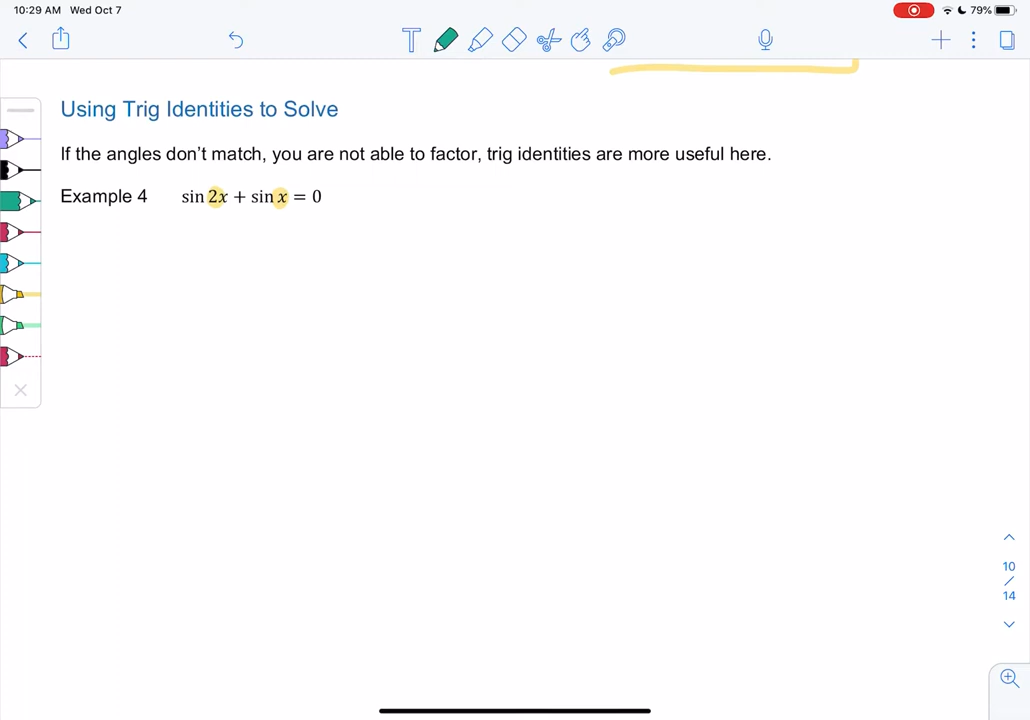 10:29 AM Wed Oct 7
79%
T
Using Trig Identities to Solve
If the angles don’t match, you are not able to factor, trig identities are more useful here.
Example 4 sin 2x + sin x = 0
10
/
14